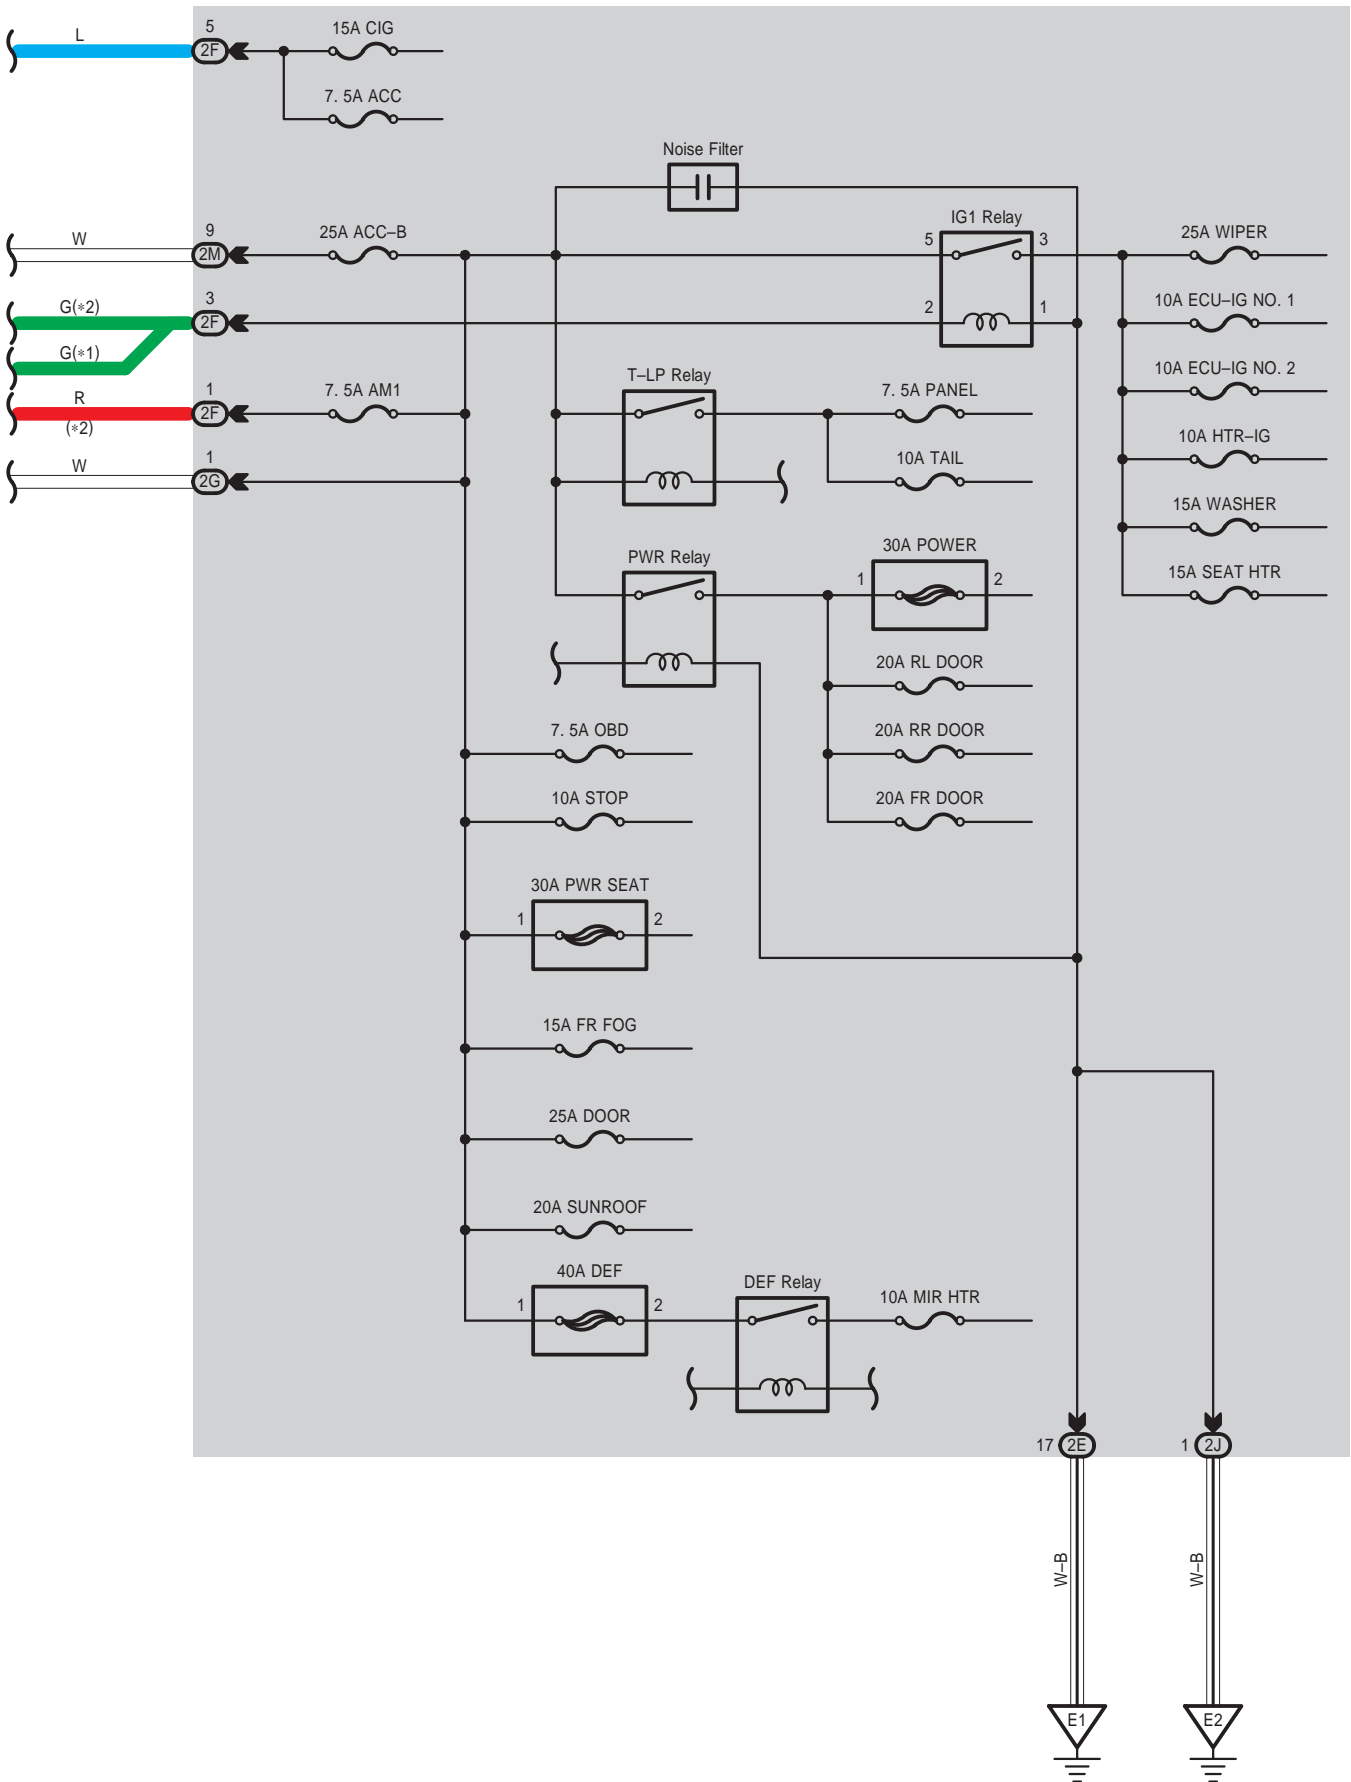 5
15A CIG
L
2F
7. 5A ACC
Noise Filter
IG1 Relay
9
25A ACC–B
5
3
25A WIPER
W
2M
3
2
1
10A ECU–IG NO. 1
G(∗2)
2F
G(∗1)
T–LP Relay
10A ECU–IG NO. 2
1
7. 5A AM1
7. 5A PANEL
R
2F
(∗2)
10A HTR–IG
1
10A TAIL
W
2G
15A WASHER
30A POWER
PWR Relay
1
2
15A SEAT HTR
20A RL DOOR
7. 5A OBD
20A RR DOOR
10A STOP
20A FR DOOR
30A PWR SEAT
1
2
15A FR FOG
25A DOOR
20A SUNROOF
40A DEF
DEF Relay
1
2
10A MIR HTR
17
2E
1
2J
W–B
W–B
E1
E2